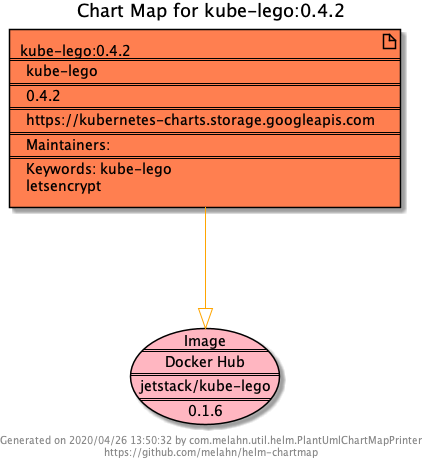 Chart Map for kube-lego:0.4.2
kube-lego:0.4.2
kube-lego
0.4.2
https://kubernetes-charts.storage.googleapis.com
Maintainers:
Keywords: kube-lego
letsencrypt
Image
Docker Hub
jetstack/kube-lego
0.1.6
Generated on 2020/04/26 13:50:32 by com.melahn.util.helm.PlantUmlChartMapPrinter
https://github.com/melahn/helm-chartmap